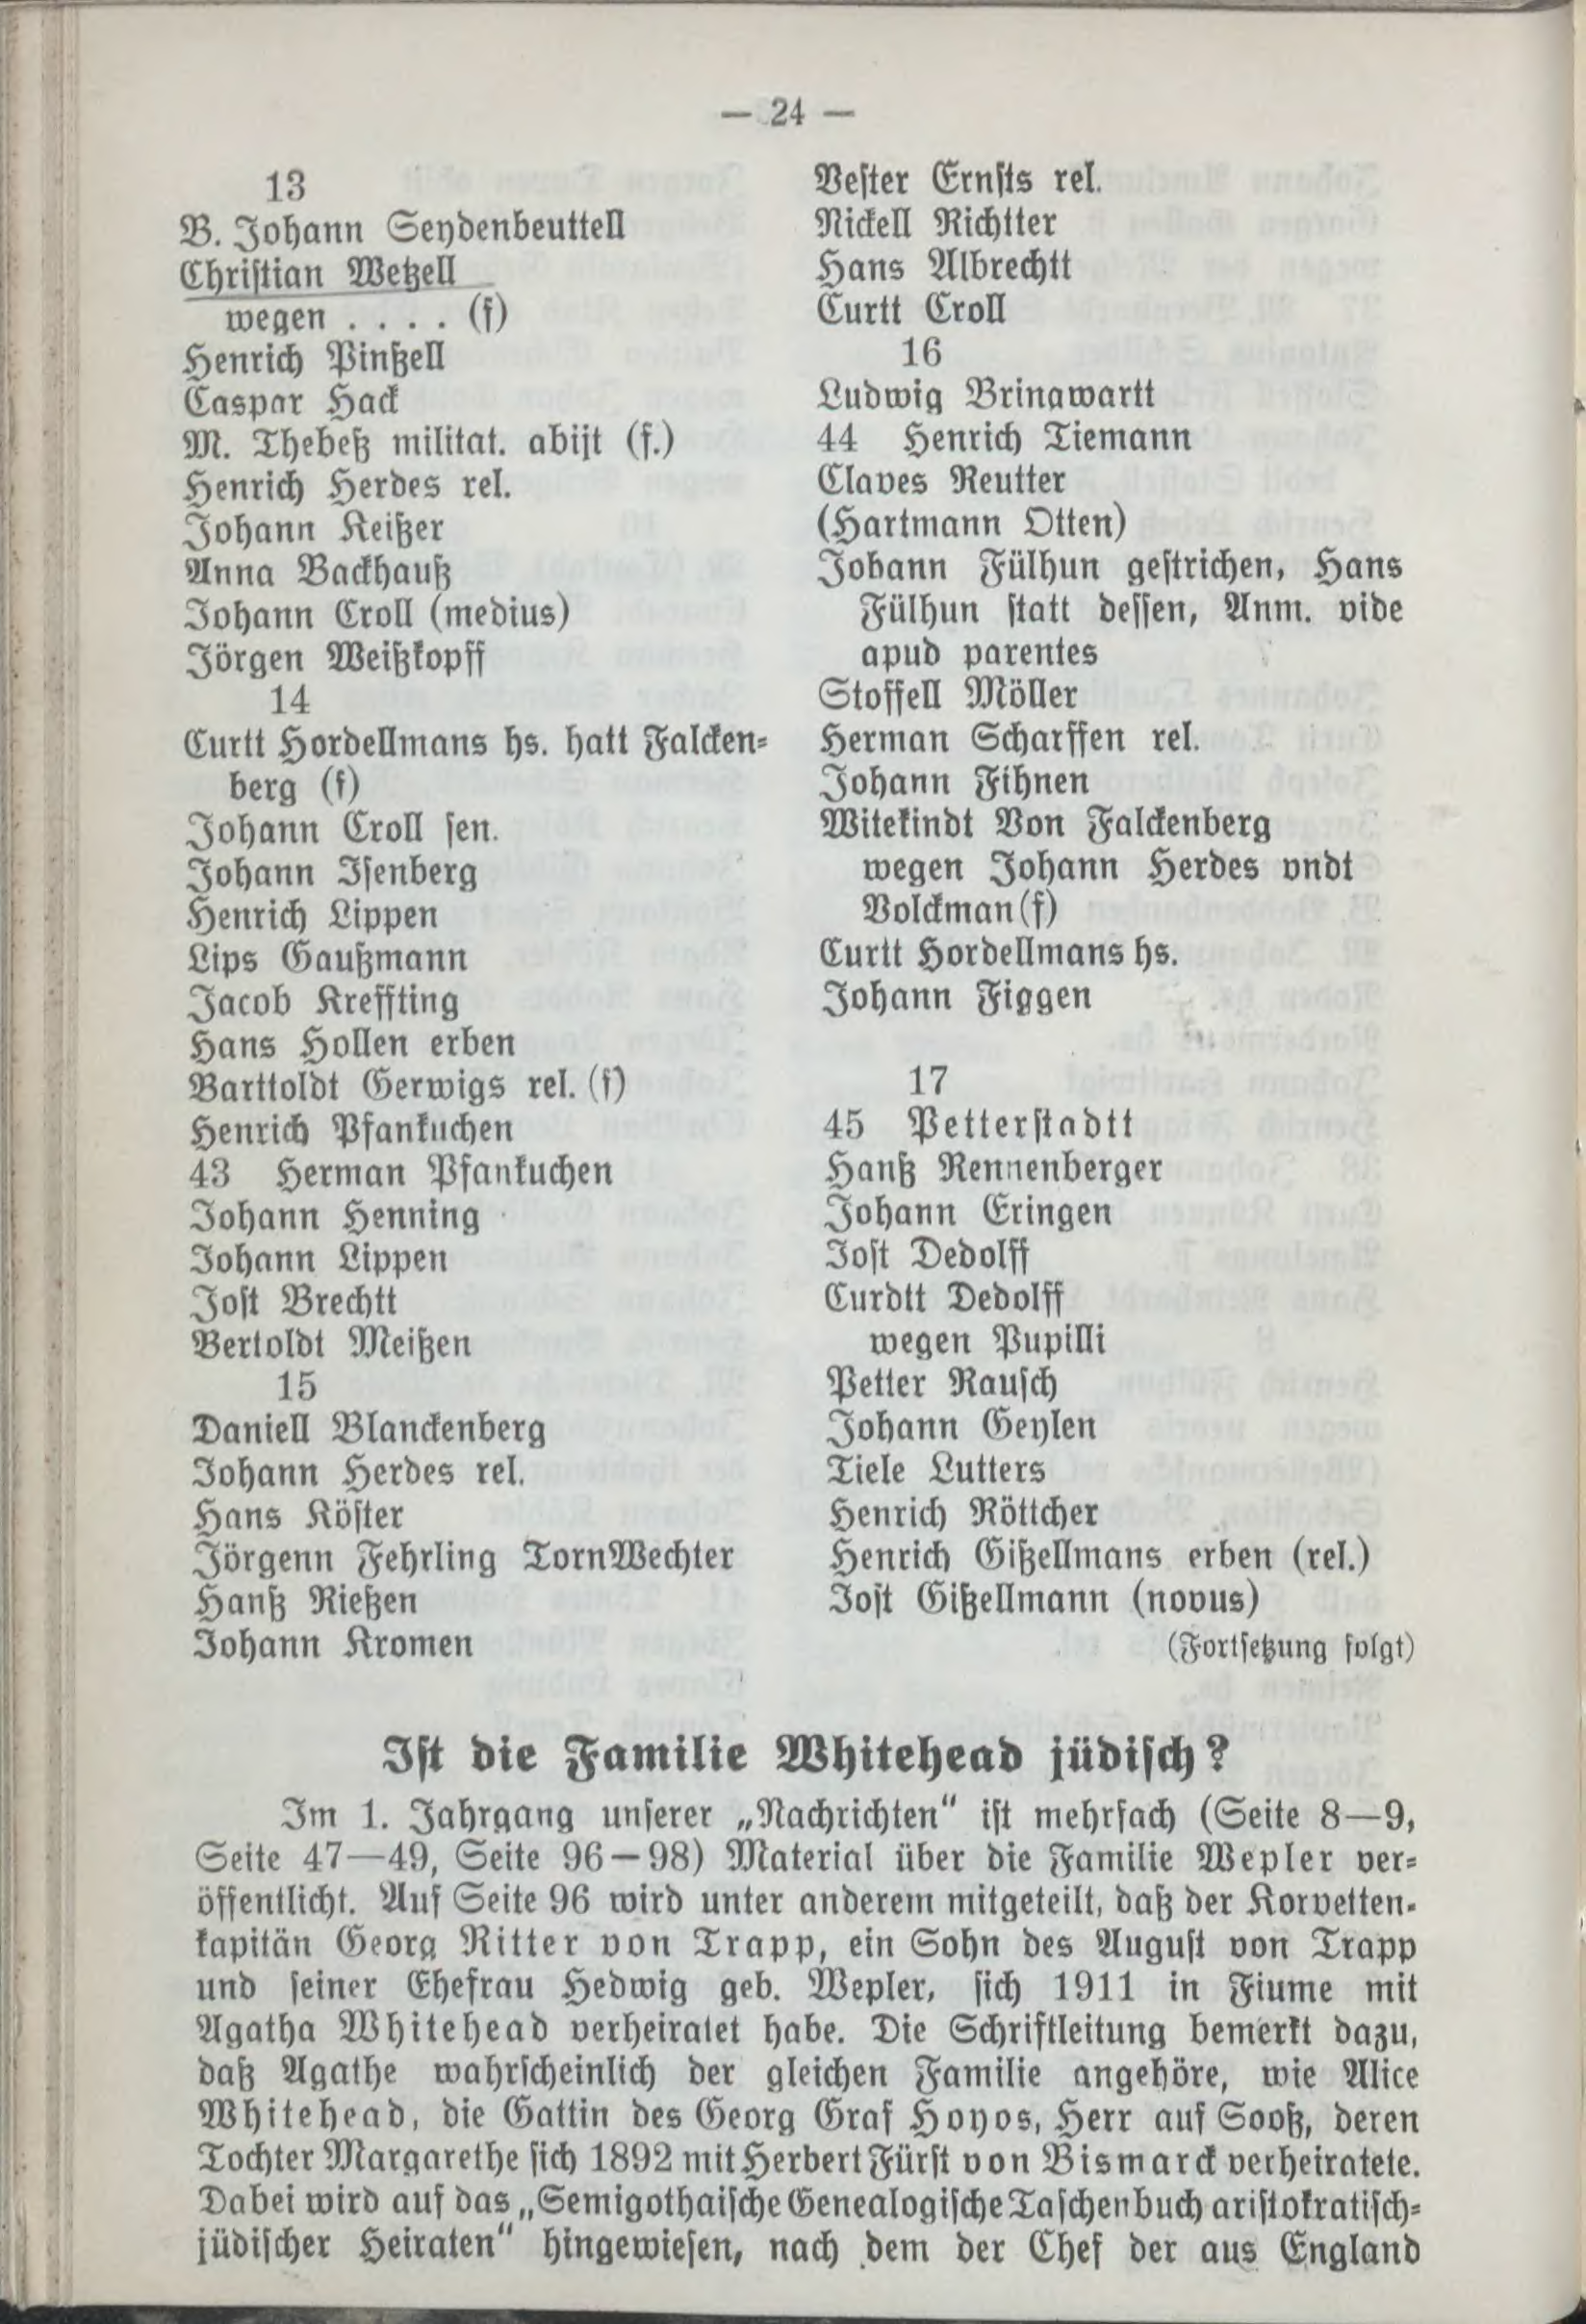 — 24 —
13
B. Johann Seydenbeuttell
Christian Wetzell
wegen . . . . (f)
Henrich Pinßell
Caspar Hack
M. Thebeß militat. abijt (f.)
Henrich Herdes rel.
Johann Keißer
Anna Backhauß
Johann Croll (medius)
Jörgen Weißkopff
14
Curtt Hordellmans hs. hatt Falcken-
berg (f)
Johann Croll sen.
Johann Isenberg
Henrich Lippen
Lips Gaußmann
Jacob Kreffting
Hans Hollen erben
Barttoldt Gerwigs rel. (f)
Henrich Pfankuchen
43 Herman Pfankuchen
Johann Henning
Johann Lippen
Jost Brechtt
Bertoldt Meißen
15
Daniell Blanckenberg
Johann Herdes rel.
Hans Köster
Jörgenn Fehrling TornWechter
Hanß Rießen
Johann Kromen
Vester Ernsts rel.
Nickell Richtter
Hans Albrechtt
Curtt Croll
16
Ludwig Bringwartt
44 Henrich Tiemann
Claves Reutter
(Hartmann Otten)
Johann Fülhun gestrichen, Hans
Fülhun statt dessen, Anm. vide
apud parentes
Stoffell Möller
Herman Scharffen rel.
Johann Fihnen
Witekindt Von Falckenberg
wegen Johann Herdes vndt
Volckman (f)
Curtt Hordellmans hs.
Johann Figgen
17
45 Petterstadtt
Hanß Rennenberger
Johann Eringen
Jost Dedolff
Curdtt Dedolff
wegen Pupilli
Petter Rausch
Johann Geylen
Tiele Lutters
Henrich Röttcher
Henrich Gißellmans erben (rel.)
Jost Gißellmann (novus)
(Fortsetzung folgt)
Ist die Familie Whitehead jüdisch?
Im 1. Jahrgang unserer „Nachrichten“ ist mehrfach (Seite 8—9,
Seite 47—49, Seite 96—98) Material über die Familie Wepler ver-
öffentlicht. Auf Seite 96 wird unter anderem mitgeteilt, daß der Korvetten-
kapitän Georg Ritter von Trapp, ein Sohn des August von Trapp
und seiner Ehefrau Hedwig geb. Wepler, sich 1911 in Fiume mit
Agatha Whitehead verheiratet habe. Die Schriftleitung bemerkt dazu,
daß Agathe wahrscheinlich der gleichen Familie angehöre, wie Alice
Whitehead, die Gattin des Georg Graf Hoyos, Herr auf Sooß, deren
Tochter Margarethe sich 1892 mit Herbert Fürst von Bismarck verheiratete.
Dabei wird auf das „Semigothaische Genealogische Taschenbuch aristokratisch-
jüdischer Heiraten“ hingewiesen, nach dem der Chef der aus England